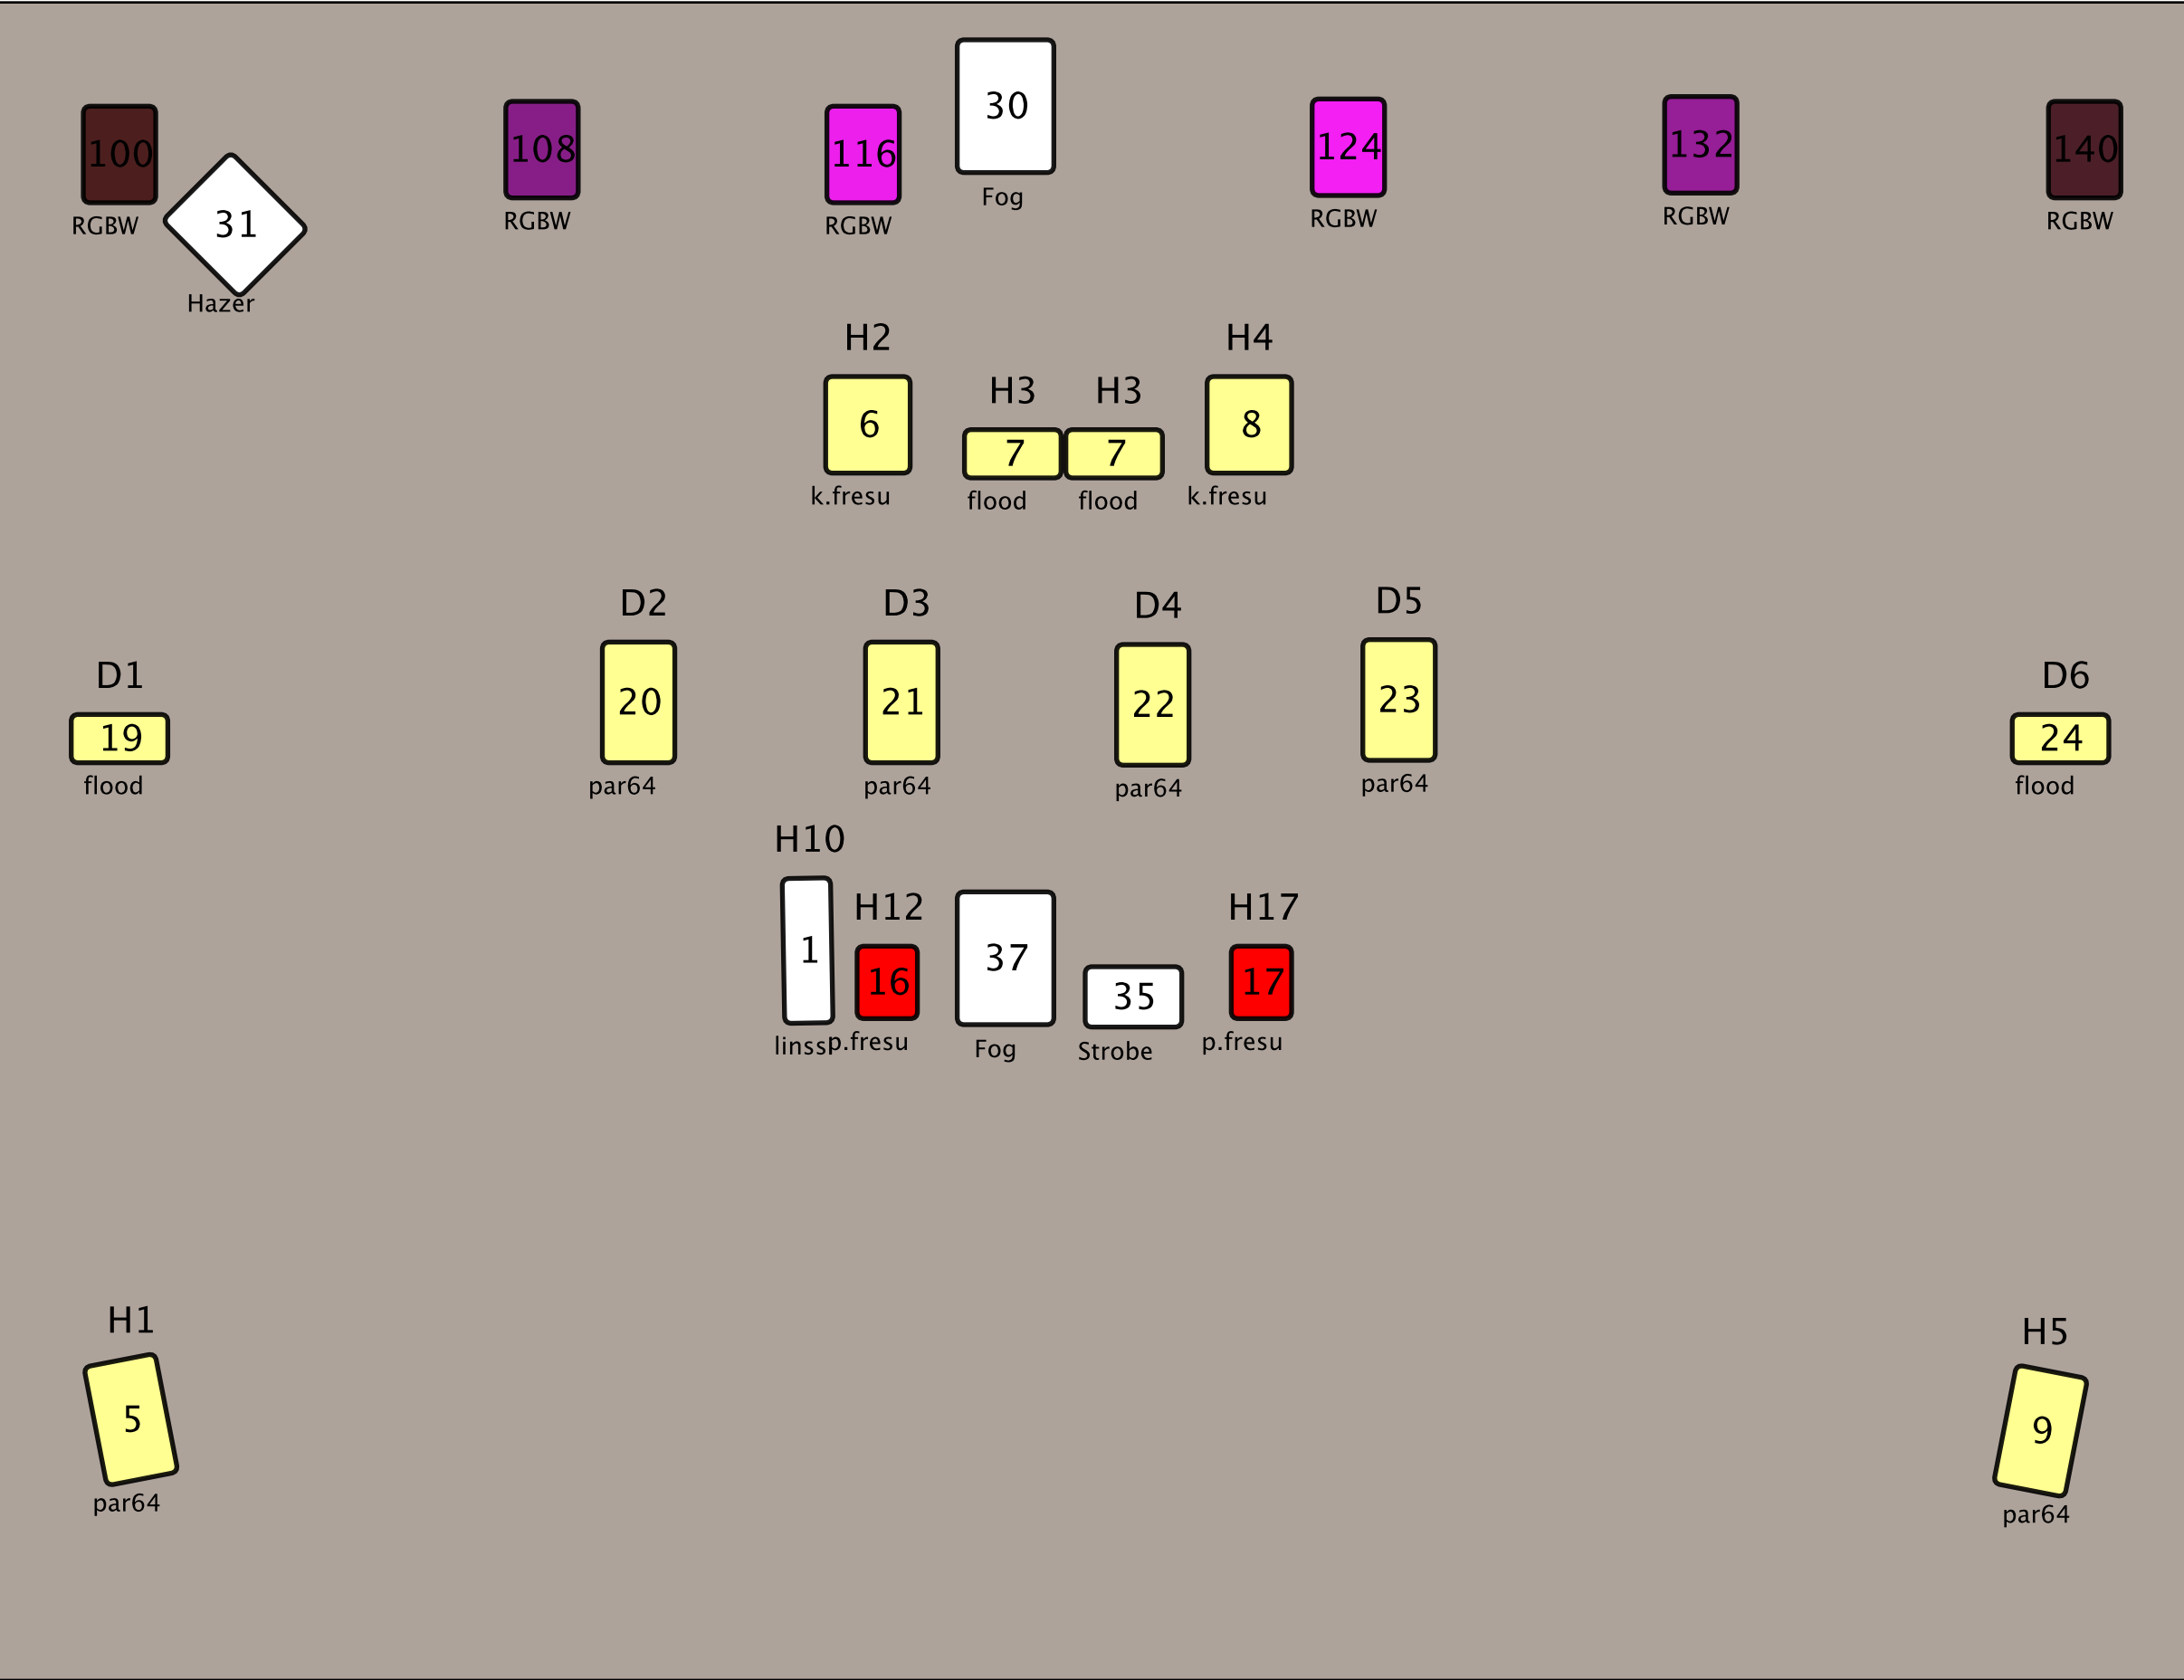 30
100
108
116
124
132
140
Fog
31
RGBW
RGBW
RGBW
RGBW
RGBW
RGBW
Hazer
H2
H4
H3
H3
6
7
7
8
k.fresu
flood
flood
k.fresu
D2
D3
D4
D5
D1
D6
20
21
22
23
19
24
flood
par64
par64
par64
par64
flood
H10
H12
H17
1
16
37
35
17
linssi
p.fresu
Fog
Strobe
p.fresu
H1
H5
5
9
par64
par64